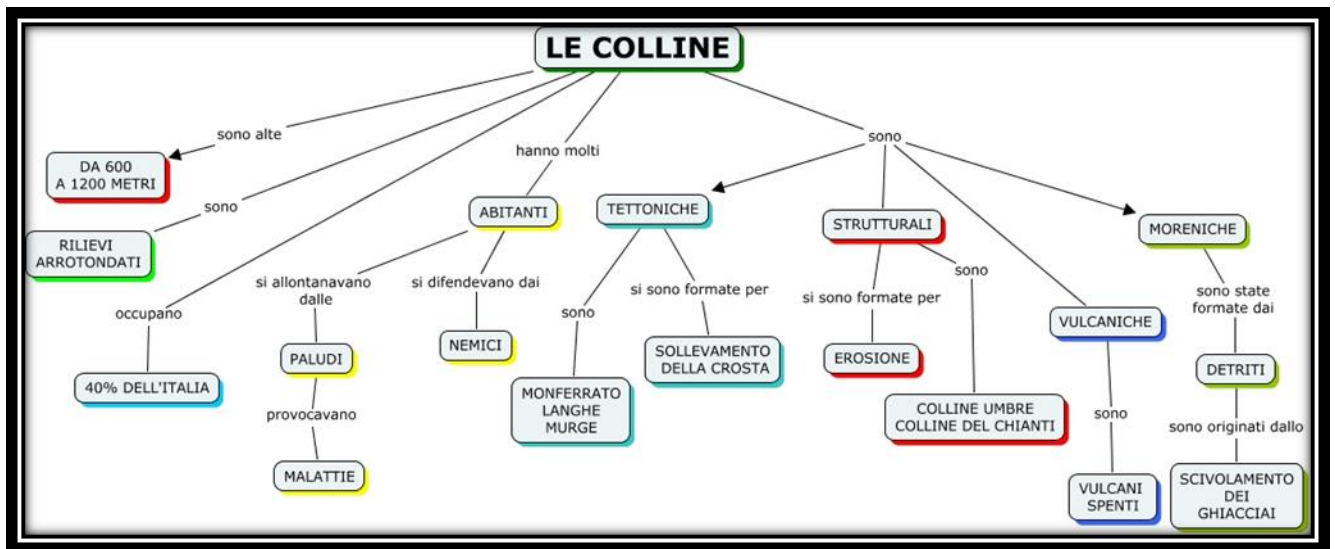 LE COLLINE
sono alte
DA 600
A 1200 METRI
sono
RILIEVI
ARROTONDATI
occupano
40% DELL'ITALIA
hanno molti
ABITANTI
si allontanavano
dalle
PALUDI
provocavano
MALATTIE
si difendevano dai
NEMICI
sono
TETTONICHE
sono
MONFERRATO
LANGHE
MURGE
si sono formate per
SOLLEVAMENTO
DELLA CROSTA
STRUTTURALI
si sono formate per
EROSIONE
sono
COLLINE UMBRE
COLLINE DEL CHIANTI
VULCANICHE
sono
VULCANI
SPENTI
MORENICHE
sono state
formate dai
DETRITI
sono originati dallo
SCIVOLAMENTO
DEI
GHIACCIAI